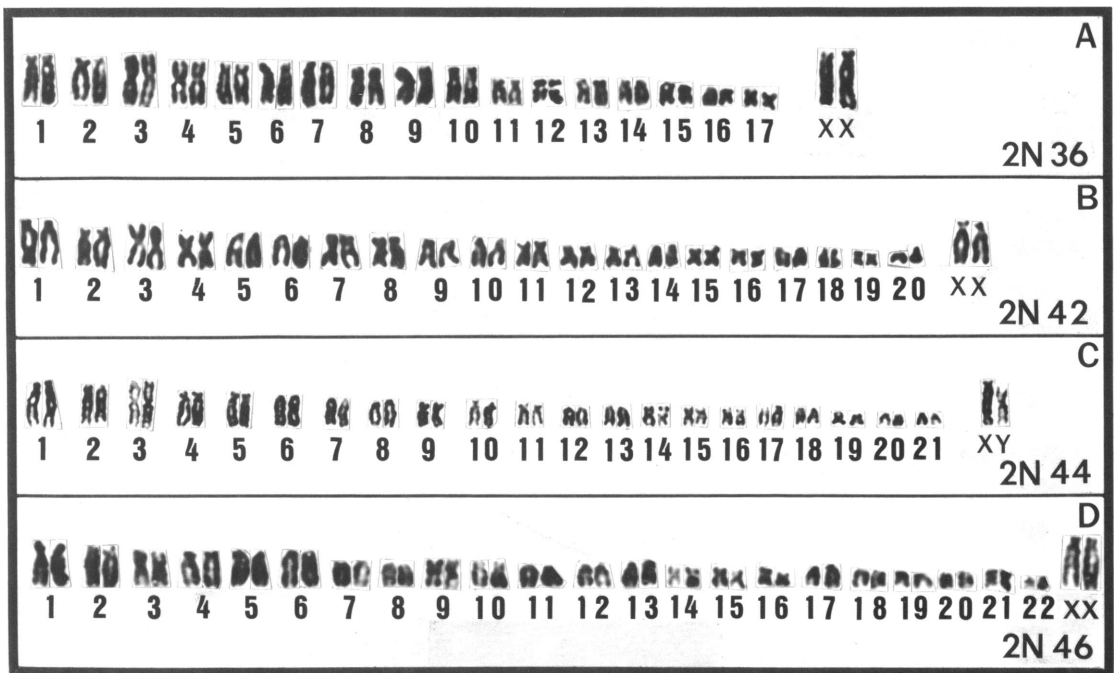 A
1 2 3 4 5 6 7 8 9 10 11 12 13 14 15 16 17 XX
2N 36
B
1 2 3 4 5 6 7 8 9 10 11 12 13 14 15 16 17 18 19 20 XX
2N 42
C
1 2 3 4 5 6 7 8 9 10 11 12 13 14 15 16 17 18 19 20 21 XY
2N 44
D
1 2 3 4 5 6 7 8 9 10 11 12 13 14 15 16 17 18 19 20 21 22 XX
2N 46